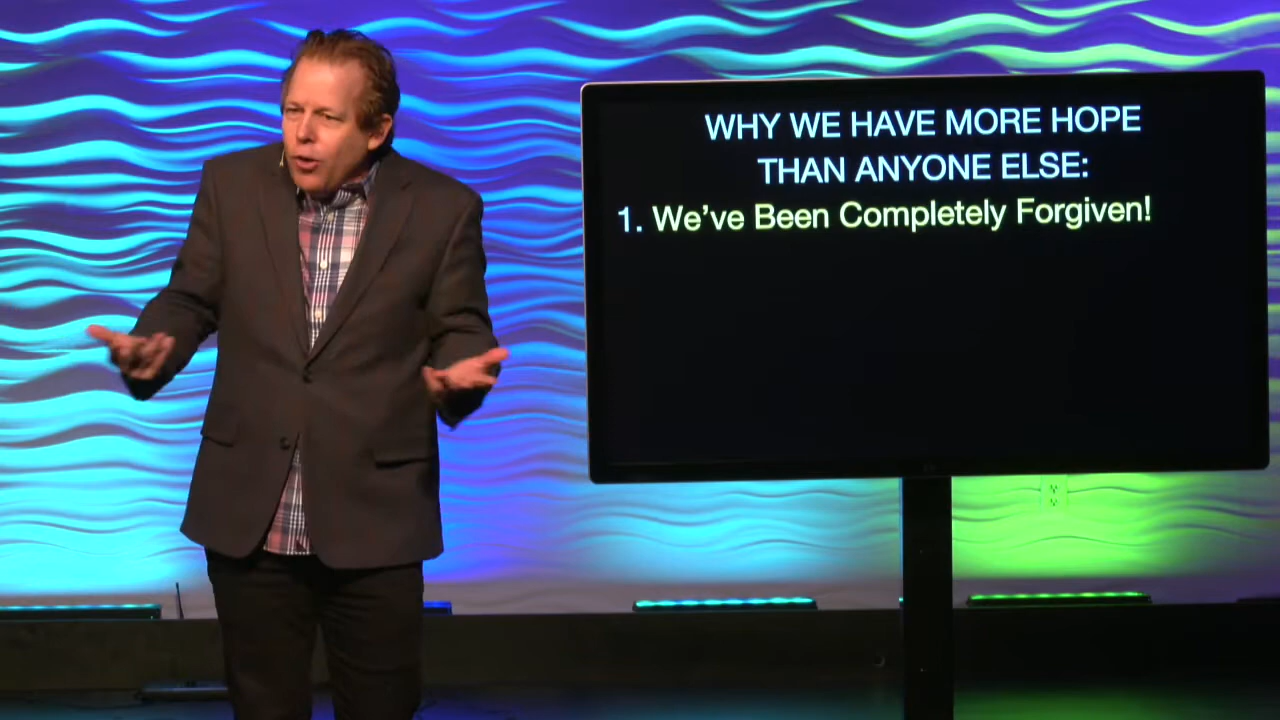 WHY WE HAVE MORE HOPE
THAN ANYONE ELSE:
1. We've Been Completely Forgiven!